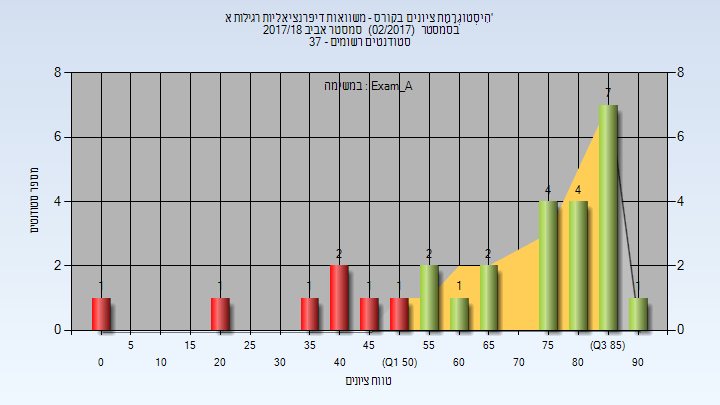 'הִיסְטוֹגְרָמַת ציונים בקורס - משוואות דיפרנציאליות רגילות א
בסמסטר (02/2017) סמסטר אביב 2017/18
סטודנטים רשומים - 37
במשימה : Exam_A
מספר סטודנטים
8 8
6 6
4 4
2 2
0 0
1 1 1 2 1 1 2 1 2 4 4 7 1
5 15 20 25 30 35 45 55 65 75 (Q3 85)
0 10 40 (Q1 50) 60 70 80 90
טווח ציונים